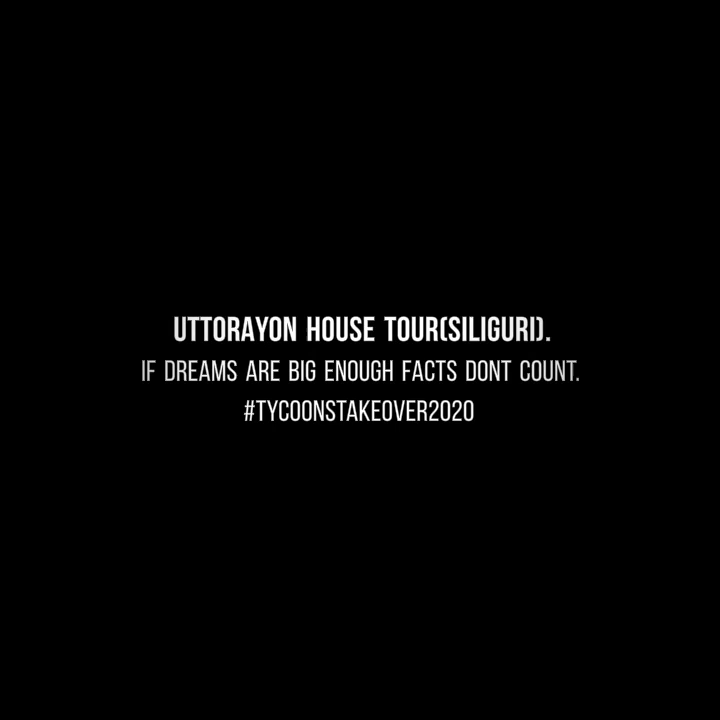 UTTORAYON HOUSE TOUR(SILIGURI).
IF DREAMS ARE BIG ENOUGH FACTS DONT COUNT.
#TYCOONSTAKEOVER2020